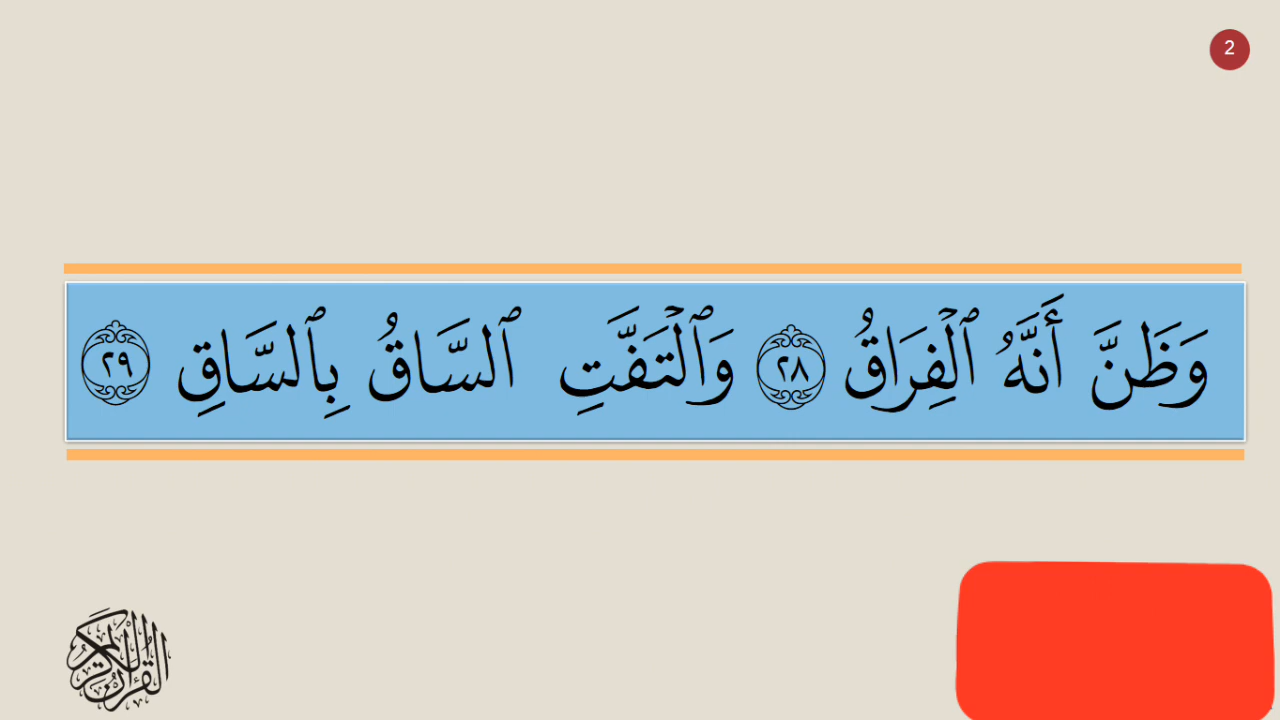 2
وَظَنَّ أَنَّهُ ٱلْفِرَاقُ ٢٨ وَٱلْتَفَّتِ ٱلسَّاقُ بِٱلسَّاقِ ٢٩
القرآن الكريم